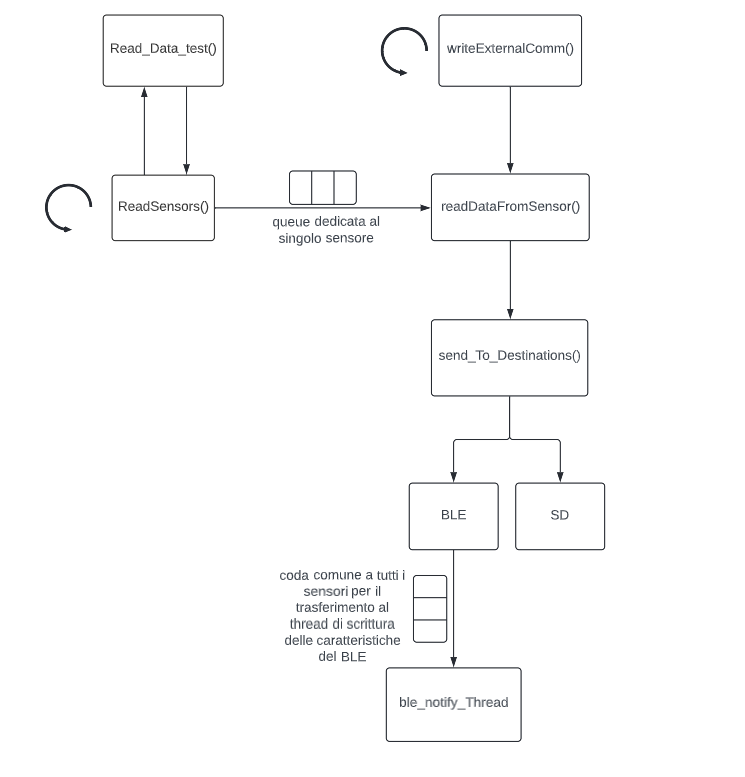 Read_Data_test()
writeExternalComm()
ReadSensors()
queue dedicata al
singolo sensore
readDataFromSensor()
send_To_Destinations()
BLE
SD
coda comune a tutti i
sensori per il
trasferimento al
thread di scrittura
delle caratteristiche
del BLE
ble_notify_Thread